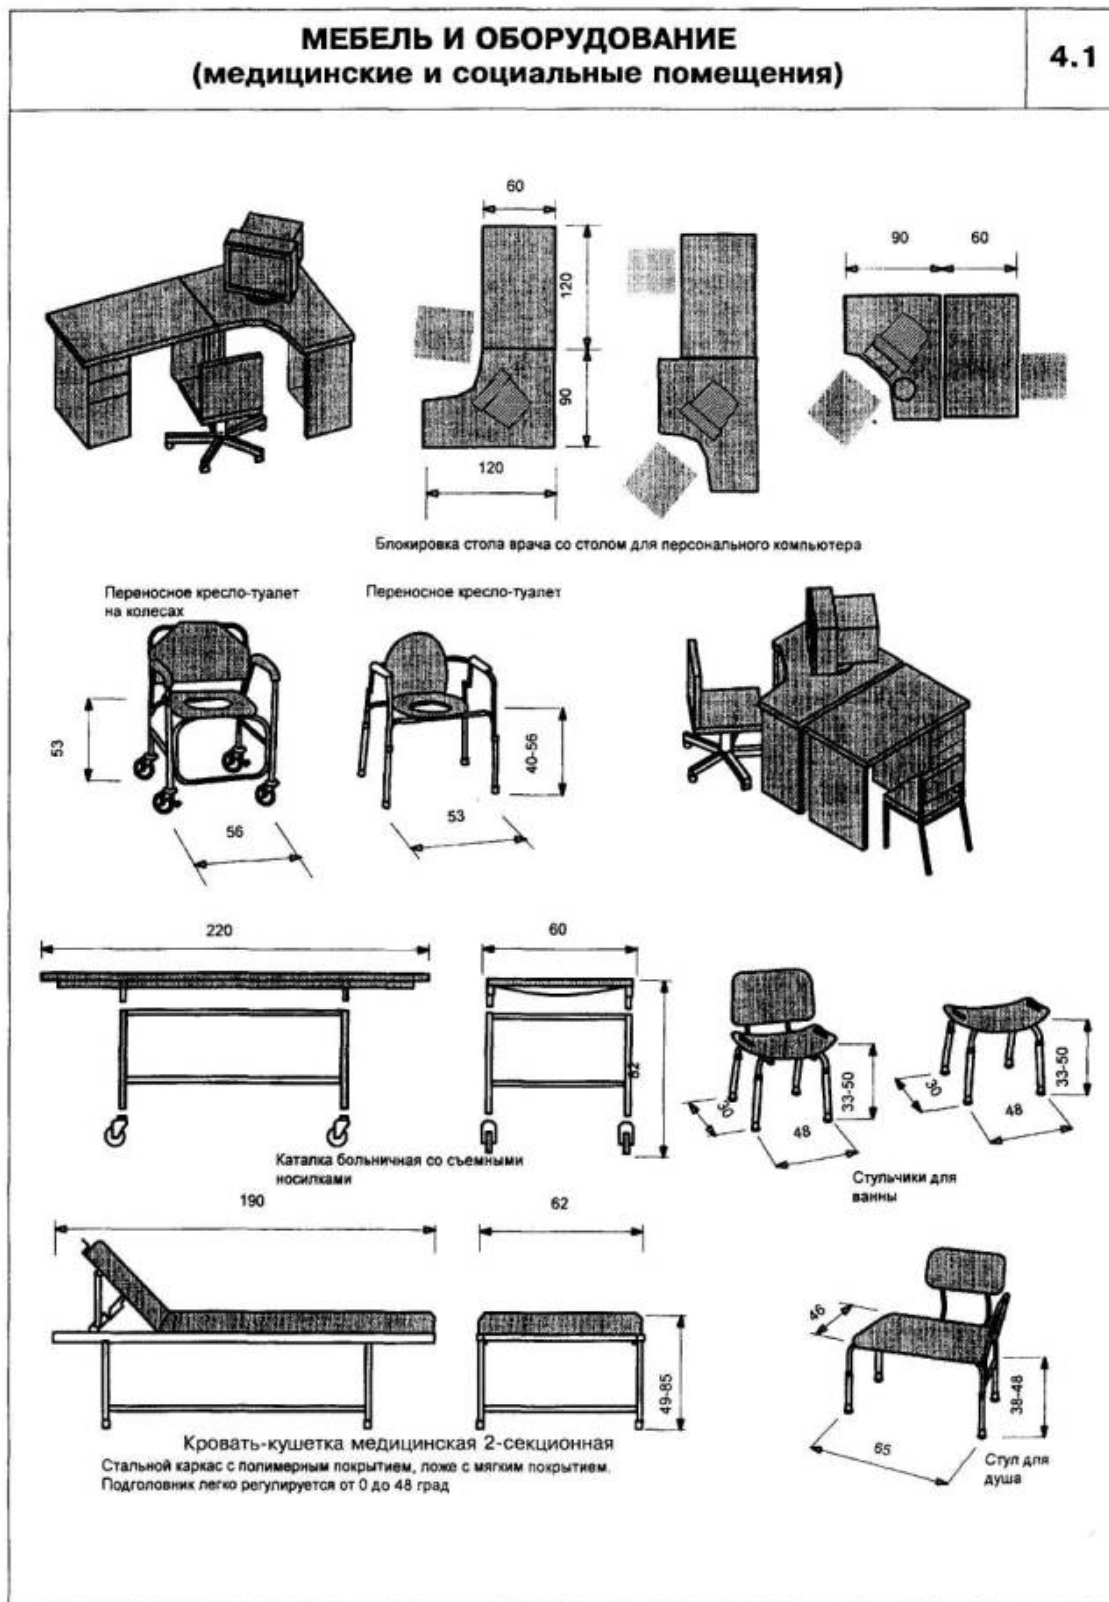 МЕБЕЛЬ И ОБОРУДОВАНИЕ
(медицинские и социальные помещения)
4.1
60
120
90
120
90
60
Блокировка стола врача со столом для персонального компьютера
Переносное кресло-туалет
на колесах
Переносное кресло-туалет
53
56
40-56
53
220
60
82
Каталка больничная со съемными
носилками
30
48
33-50
30
48
33-50
Стульчики для
ванны
190
62
49-85
Кровать-кушетка медицинская 2-секционная
Стальной каркас с полимерным покрытием, ложе с мягким покрытием.
Подголовник легко регулируется от 0 до 48 град
46
38-48
65
Стул для
душа